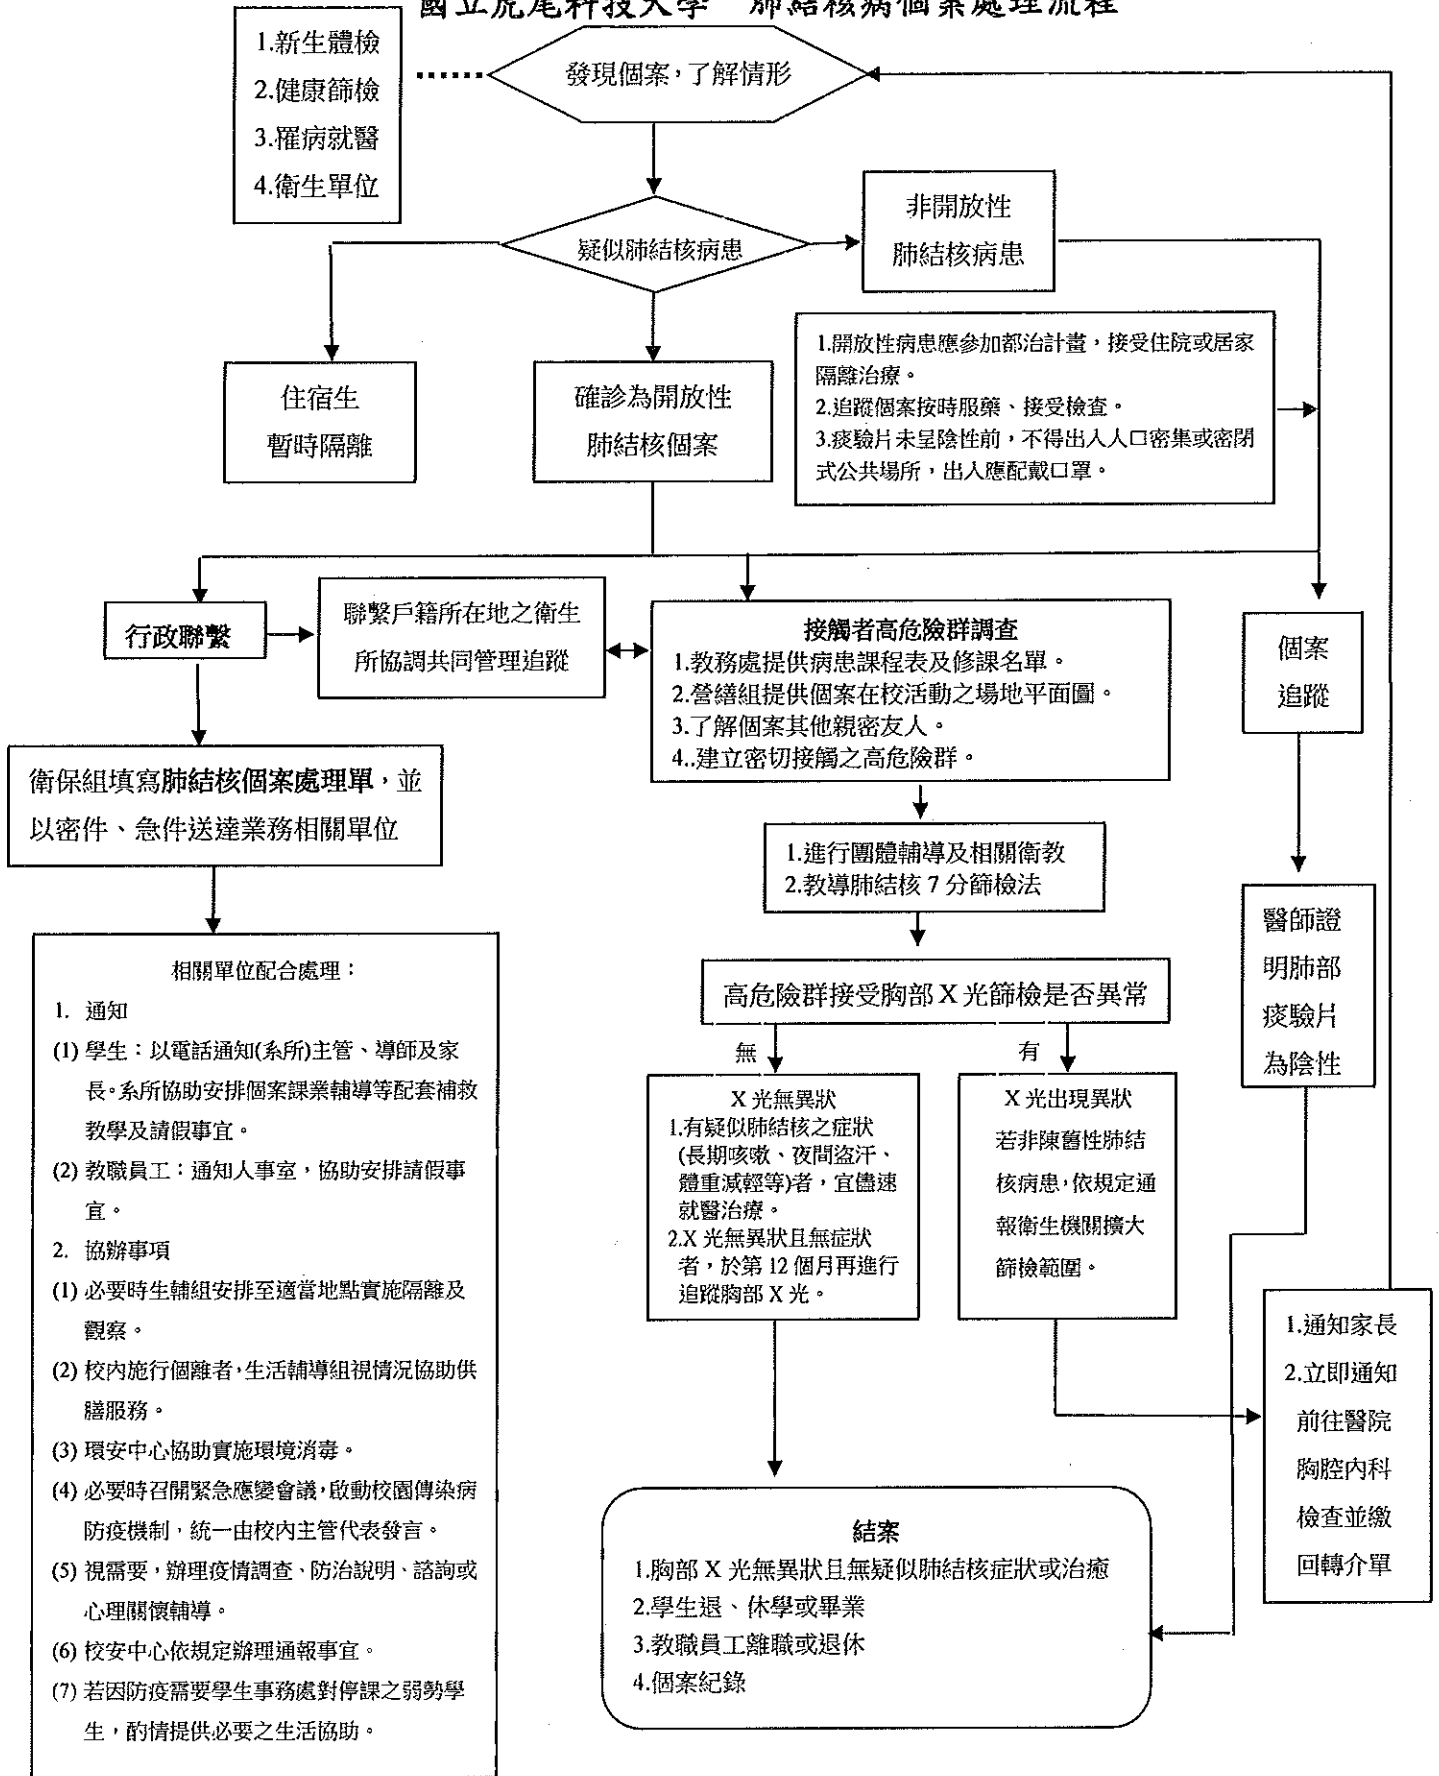 國立虎尾科技大學 肺結核病個案處理流程
1.新生體檢
2.健康篩檢
3.罹病就醫
4.衛生單位
發現個案，了解情形
疑似肺結核病患
非開放性
肺結核病患
住宿生
暫時隔離
確診為開放性
肺結核個案
1.開放性病患應參加都治計畫，接受住院或居家
隔離治療。
2.追蹤個案按時服藥、接受檢查。
3.痰驗片未呈陰性前，不得出入人口密集或密閉
式公共場所，出入應配戴口罩。
行政聯繫
聯繫戶籍所在地之衛生
所協調共同管理追蹤
接觸者高危險群調查
1.教務處提供病患課程表及修課名單。
2.營繕組提供個案在校活動之場地平面圖。
3.了解個案其他親密友人。
4..建立密切接觸之高危險群。
個案
追蹤
衛保組填寫肺結核個案處理單，並
以密件、急件送達業務相關單位
1.進行團體輔導及相關衛教
2.教導肺結核 7 分篩檢法
醫師證
明肺部
痰驗片
為陰性
相關單位配合處理：
1. 通知
(1) 學生：以電話通知(系所)主管、導師及家
長。系所協助安排個案課業輔導等配套補救
教學及請假事宜。
(2) 教職員工：通知人事室，協助安排請假事
宜。
2. 協辦事項
(1) 必要時生輔組安排至適當地點實施隔離及
觀察。
(2) 校內施行個離者，生活輔導組視情況協助供
膳服務。
(3) 環安中心協助實施環境消毒。
(4) 必要時召開緊急應變會議，啟動校園傳染病
防疫機制，統一由校內主管代表發言。
(5) 視需要，辦理疫情調查、防治說明、諮詢或
心理關懷輔導。
(6) 校安中心依規定辦理通報事宜。
(7) 若因防疫需要學生事務處對停課之弱勢學
生，酌情提供必要之生活協助。
高危險群接受胸部 X 光篩檢是否異常
無
有
X 光無異狀
1.有疑似肺結核之症狀
(長期咳嗽、夜間盜汗、
體重減輕等)者，宜儘速
就醫治療。
2.X 光無異狀且無症狀
者，於第 12 個月再進行
追蹤胸部 X 光。
X 光出現異狀
若非陳舊性肺結
核病患，依規定通
報衛生機關擴大
篩檢範圍。
1.通知家長
2.立即通知
前往醫院
胸腔內科
檢查並繳
回轉介單
結案
1.胸部 X 光無異狀且無疑似肺結核症狀或治癒
2.學生退、休學或畢業
3.教職員工離職或退休
4.個案紀錄